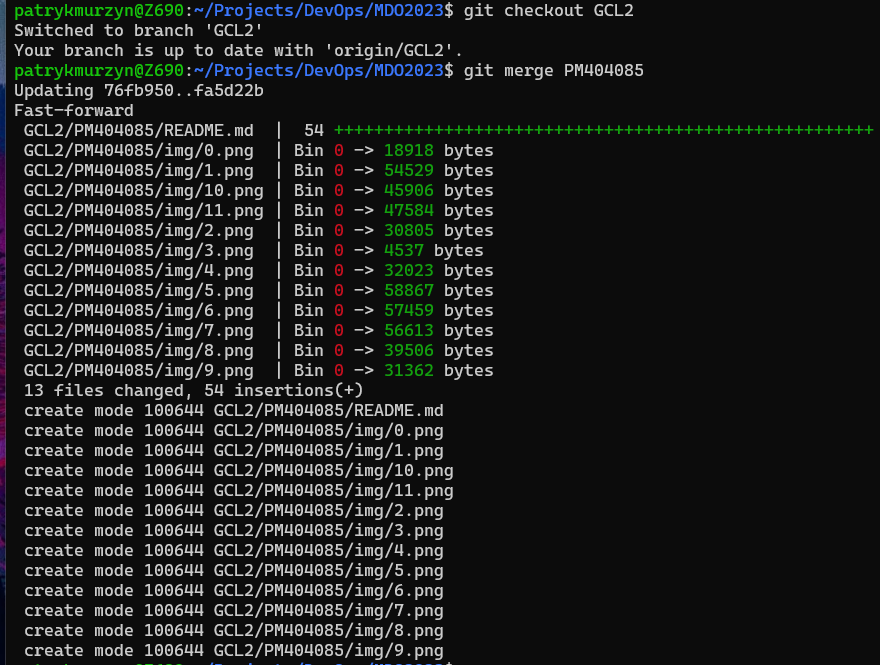 patrykmurzyn@Z690:~/Projects/DevOps/MDO2023$ git checkout GCL2
Switched to branch 'GCL2'
Your branch is up to date with 'origin/GCL2'.
patrykmurzyn@Z690:~/Projects/DevOps/MDO2023$ git merge PM404085
Updating 76fb950..fa5d22b
Fast-forward
 GCL2/PM404085/README.md  |  54 ++++++++++++++++++++++++++++++++++++++++++++++++++++++
 GCL2/PM404085/img/0.png  | Bin 0 -> 18918 bytes
 GCL2/PM404085/img/1.png  | Bin 0 -> 54529 bytes
 GCL2/PM404085/img/10.png | Bin 0 -> 45906 bytes
 GCL2/PM404085/img/11.png | Bin 0 -> 47584 bytes
 GCL2/PM404085/img/2.png  | Bin 0 -> 30805 bytes
 GCL2/PM404085/img/3.png  | Bin 0 -> 4537 bytes
 GCL2/PM404085/img/4.png  | Bin 0 -> 32023 bytes
 GCL2/PM404085/img/5.png  | Bin 0 -> 58867 bytes
 GCL2/PM404085/img/6.png  | Bin 0 -> 57459 bytes
 GCL2/PM404085/img/7.png  | Bin 0 -> 56613 bytes
 GCL2/PM404085/img/8.png  | Bin 0 -> 39506 bytes
 GCL2/PM404085/img/9.png  | Bin 0 -> 31362 bytes
 13 files changed, 54 insertions(+)
 create mode 100644 GCL2/PM404085/README.md
 create mode 100644 GCL2/PM404085/img/0.png
 create mode 100644 GCL2/PM404085/img/1.png
 create mode 100644 GCL2/PM404085/img/10.png
 create mode 100644 GCL2/PM404085/img/11.png
 create mode 100644 GCL2/PM404085/img/2.png
 create mode 100644 GCL2/PM404085/img/3.png
 create mode 100644 GCL2/PM404085/img/4.png
 create mode 100644 GCL2/PM404085/img/5.png
 create mode 100644 GCL2/PM404085/img/6.png
 create mode 100644 GCL2/PM404085/img/7.png
 create mode 100644 GCL2/PM404085/img/8.png
 create mode 100644 GCL2/PM404085/img/9.png